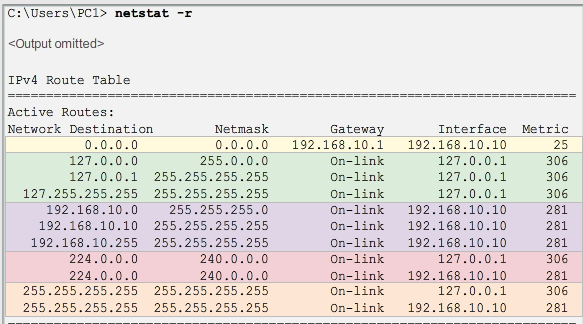 C:\Users\PC1> netstat -r
<Output omitted>
IPv4 Route Table
===========================================================================
Active Routes:
Network Destination Netmask Gateway Interface Metric
0.0.0.0 0.0.0.0 192.168.10.1 192.168.10.10 25
127.0.0.0 255.0.0.0 On-link 127.0.0.1 306
127.0.0.1 255.255.255.255 On-link 127.0.0.1 306
127.255.255.255 255.255.255.255 On-link 127.0.0.1 306
192.168.10.0 255.255.255.0 On-link 192.168.10.10 281
192.168.10.10 255.255.255.255 On-link 192.168.10.10 281
192.168.10.255 255.255.255.255 On-link 192.168.10.10 281
224.0.0.0 240.0.0.0 On-link 127.0.0.1 306
224.0.0.0 240.0.0.0 On-link 192.168.10.10 281
255.255.255.255 255.255.255.255 On-link 127.0.0.1 306
255.255.255.255 255.255.255.255 On-link 192.168.10.10 281
===========================================================================